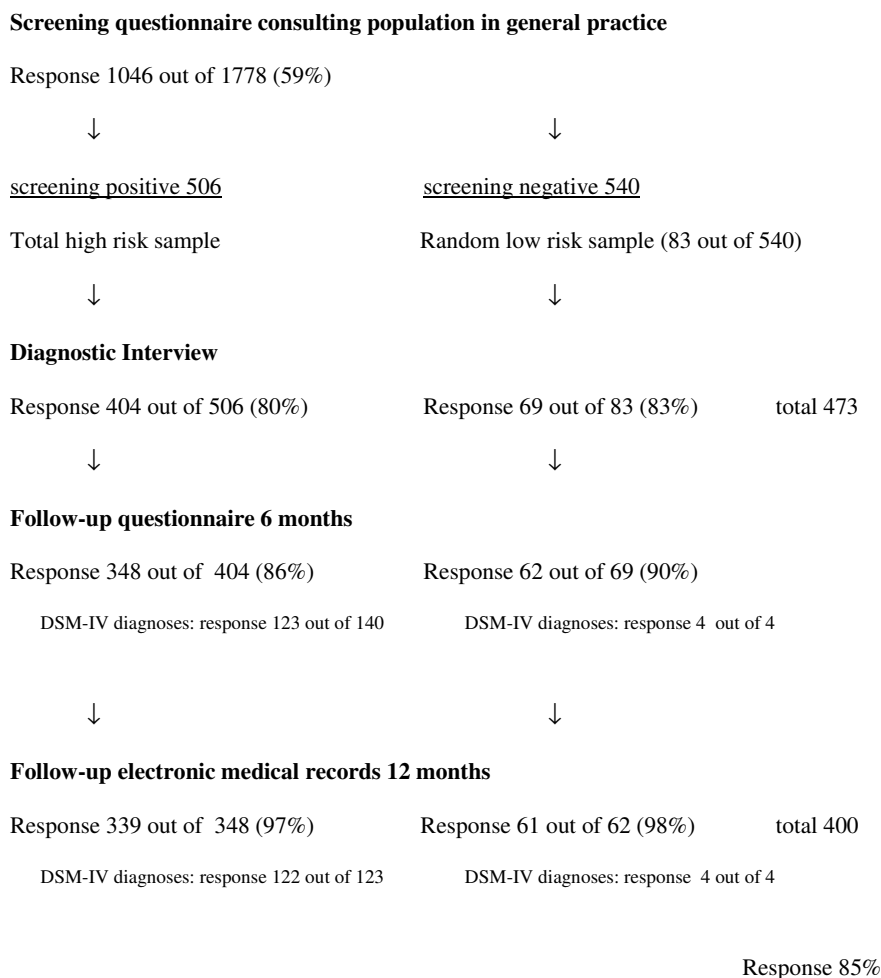 Screening questionnaire consulting population in general practice
Response 1046 out of 1778 (59%)
↓ ↓
screening positive 506 screening negative 540
Total high risk sample Random low risk sample (83 out of 540)
↓ ↓
Diagnostic Interview
Response 404 out of 506 (80%) Response 69 out of 83 (83%) total 473
↓ ↓
Follow-up questionnaire 6 months
Response 348 out of 404 (86%) Response 62 out of 69 (90%)
DSM-IV diagnoses: response 123 out of 140 DSM-IV diagnoses: response 4 out of 4
↓ ↓
Follow-up electronic medical records 12 months
Response 339 out of 348 (97%) Response 61 out of 62 (98%) total 400
DSM-IV diagnoses: response 122 out of 123 DSM-IV diagnoses: response 4 out of 4
Response 85%